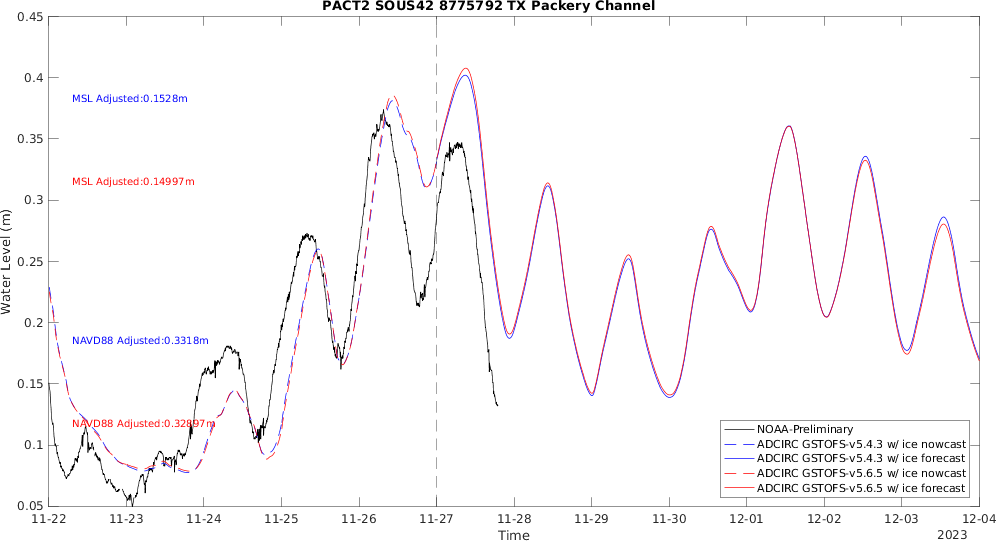 PACT2 SOUS42 8775792 TX Packery Channel
0.45
0.4
0.35
0.3
0.25
0.2
0.15
0.1
0.05
Water Level (m)
MSL Adjusted:0.1528m
MSL Adjusted:0.14997m
NAVD88 Adjusted:0.3318m
NAVD88 Adjusted:0.32897m
NOAA-Preliminary
ADCIRC GSTOFS-v5.4.3 w/ ice nowcast
ADCIRC GSTOFS-v5.4.3 w/ ice forecast
ADCIRC GSTOFS-v5.6.5 w/ ice nowcast
ADCIRC GSTOFS-v5.6.5 w/ ice forecast
11-22 11-23 11-24 11-25 11-26 11-27 11-28 11-29 11-30 12-01 12-02 12-03 12-04
Time
2023